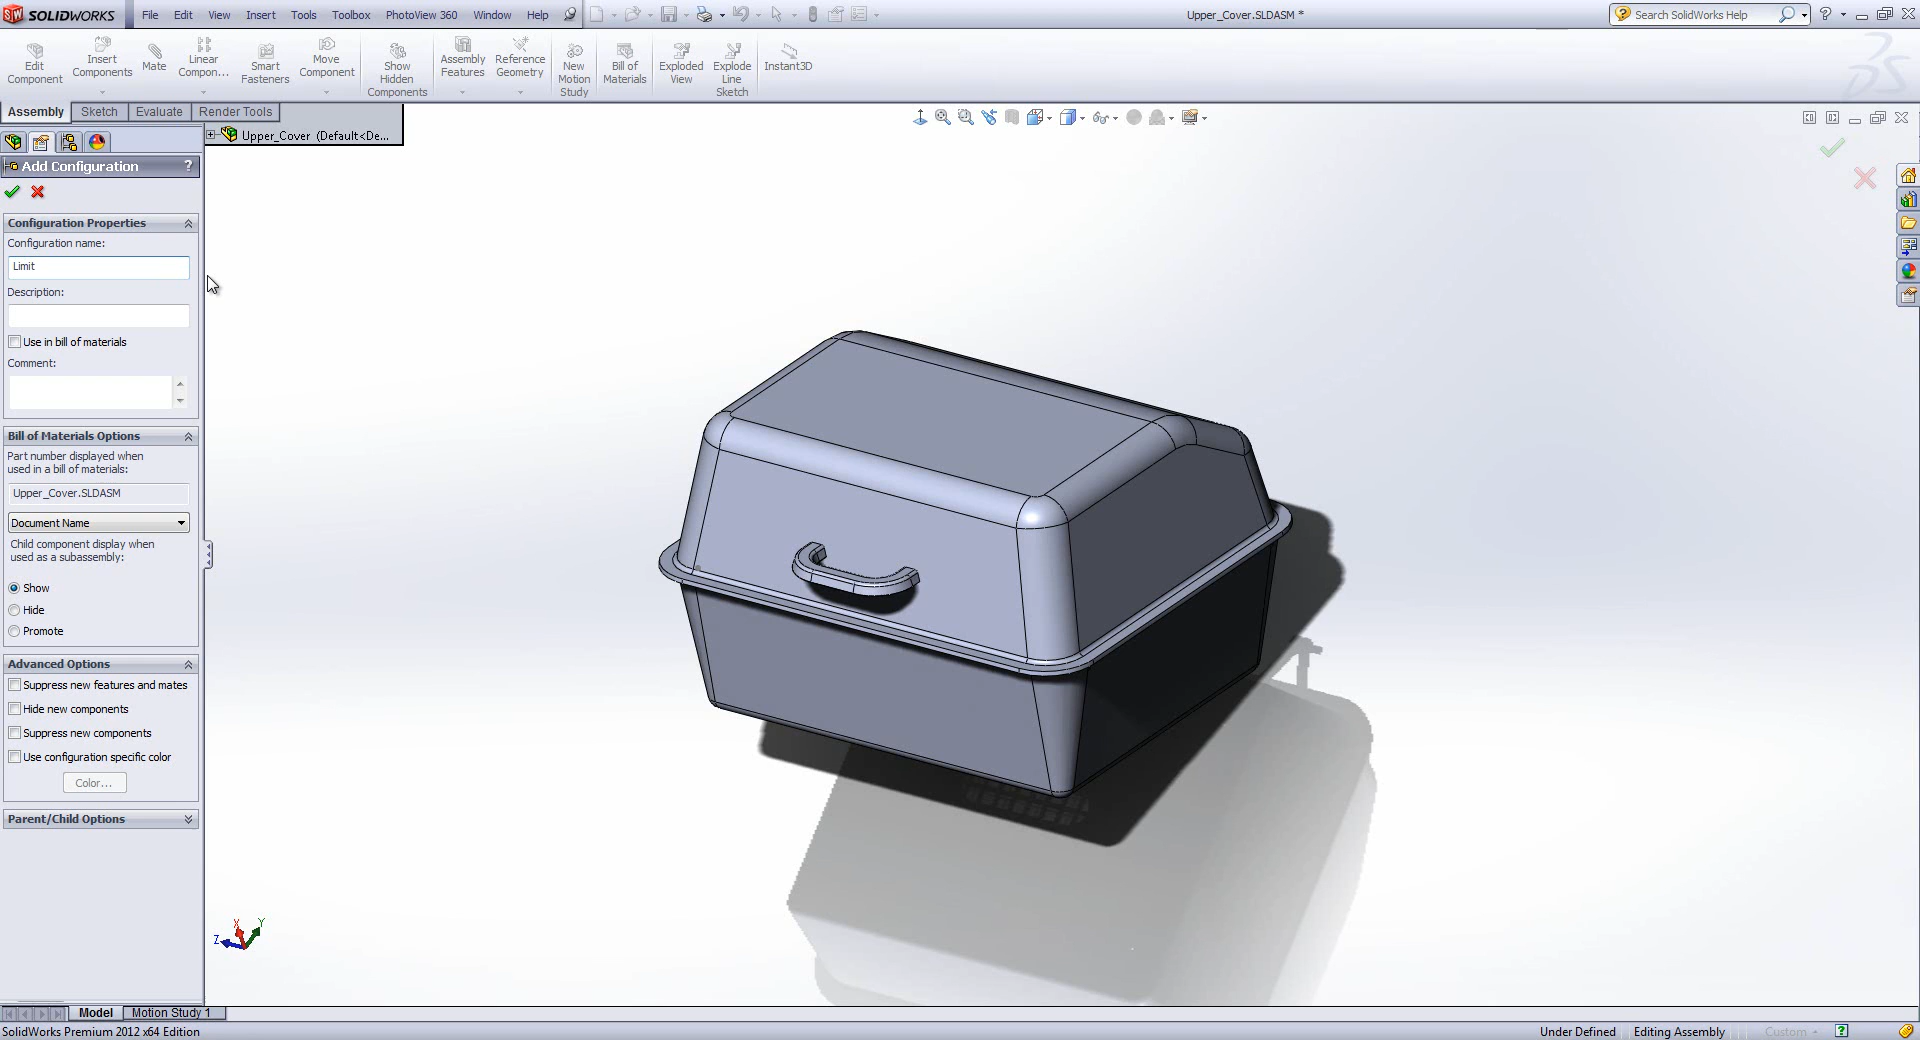 SW SOLIDWORKS File Edit View Insert Tools Toolbox PhotoView 360 Window Help Upper_Cover.SLDASM * Search SolidWorks Help
Edit Component
Insert Components
Mate
Linear Compon...
Smart Fasteners
Move Component
Show Hidden Components
Assembly Features
Reference Geometry
New Motion Study
Bill of Materials
Exploded View
Explode Line Sketch
Instant3D
Assembly Sketch Evaluate Render Tools
Upper_Cover (Default<De...
Add Configuration ?
Configuration Properties
Configuration name:
Limit
Description:
Use in bill of materials
Comment:
Bill of Materials Options
Part number displayed when
used in a bill of materials:
Upper_Cover.SLDASM
Document Name
Child component display when
used as a subassembly:
Show
Hide
Promote
Advanced Options
Suppress new features and mates
Hide new components
Suppress new components
Use configuration specific color
Color...
Parent/Child Options
X Y Z
Model Motion Study 1
SolidWorks Premium 2012 x64 Edition Under Defined Editing Assembly Custom